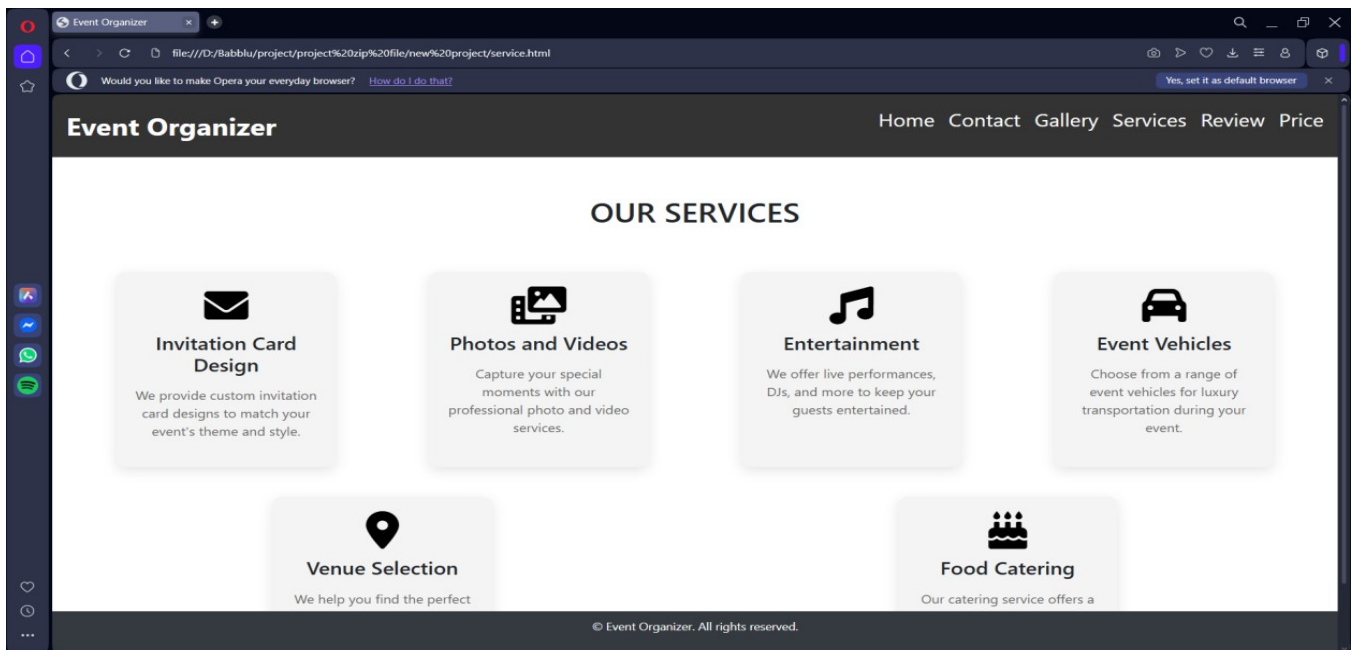 Event Organizer
file:///D:/Babblu/project/project%20zip%20file/new%20project/service.html
Would you like to make Opera your everyday browser? How do I do that? Yes, set it as default browser
Event Organizer
Home Contact Gallery Services Review Price
OUR SERVICES
Invitation Card
Design
We provide custom invitation
card designs to match your
event's theme and style.
Photos and Videos
Capture your special
moments with our
professional photo and video
services.
Entertainment
We offer live performances,
DJs, and more to keep your
guests entertained.
Event Vehicles
Choose from a range of
event vehicles for luxury
transportation during your
event.
Venue Selection
We help you find the perfect
Food Catering
Our catering service offers a
© Event Organizer. All rights reserved.